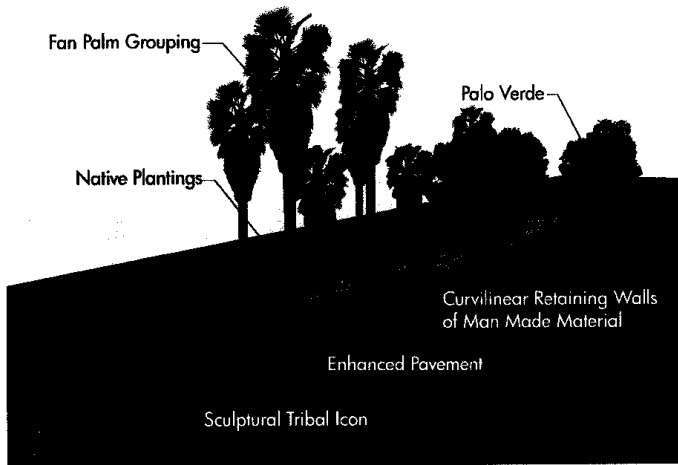 Fan Palm Grouping
Palo Verde
Native Plantings
Curvilinear Retaining Walls
of Man Made Material
Enhanced Pavement
Sculptural Tribal Icon